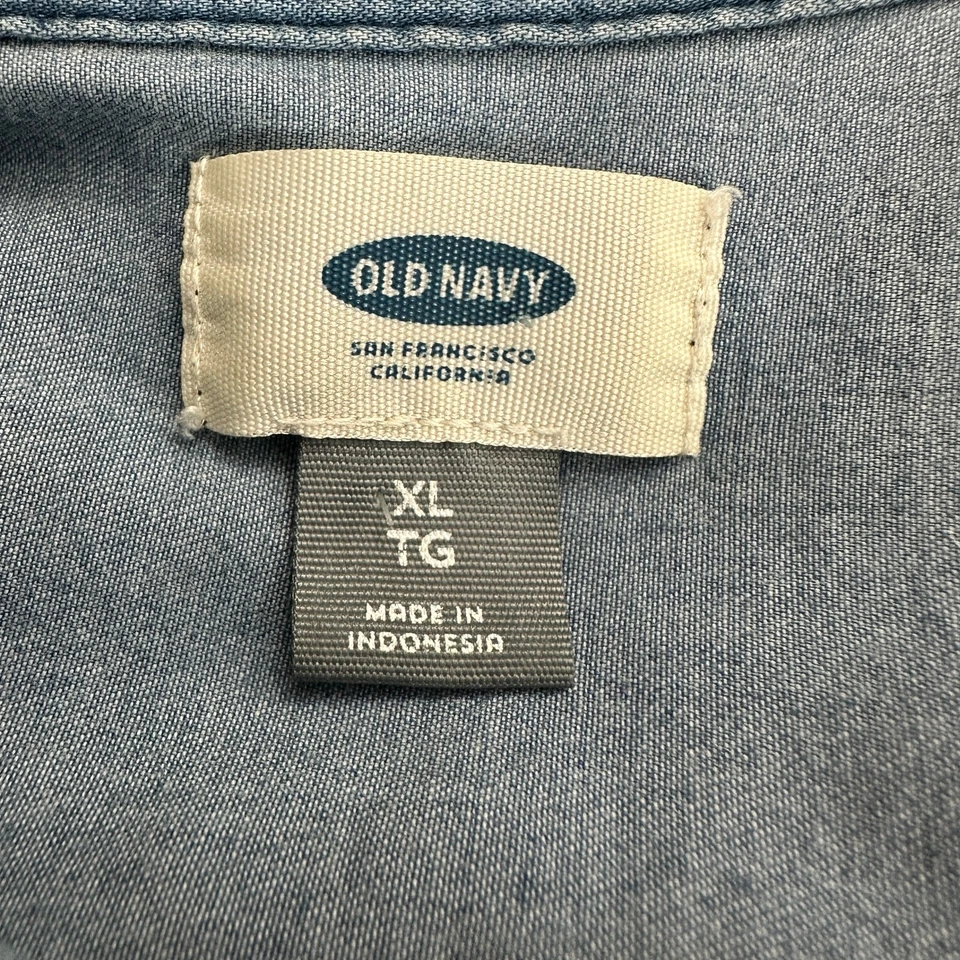 OLD NAVY
SAN FRANCISCO
CALIFORNIA
XL
TG
MADE IN
INDONESIA